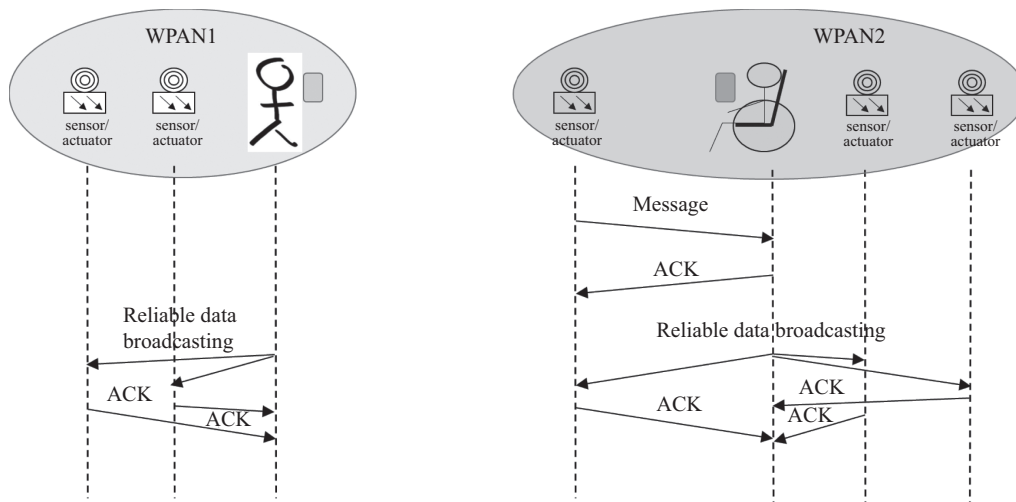 WPAN1
sensor/
actuator
sensor/
actuator
WPAN2
sensor/
actuator
sensor/
actuator
sensor/
actuator
Message
ACK
Reliable data
broadcasting
ACK
ACK
Reliable data broadcasting
ACK
ACK
ACK